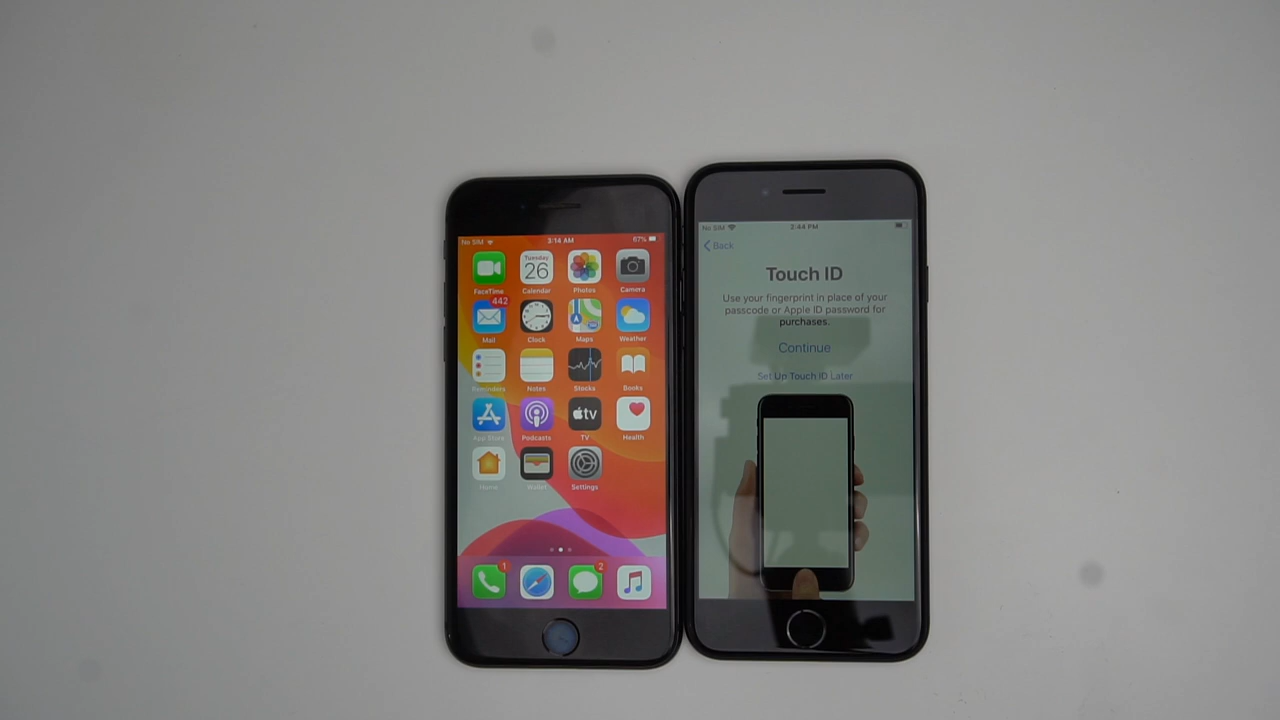 No SIM 3:14 AM 67%
FaceTime
Tuesday
26
Calendar
Photos
Camera
442
Mail
Clock
Maps
Weather
Reminders
Notes
Stocks
Books
App Store
Podcasts
tv
TV
Health
Home
Wallet
Settings
1
2
No SIM 2:44 PM
Back
Touch ID
Use your fingerprint in place of your
passcode or Apple ID password for
purchases.
Continue
Set Up Touch ID Later